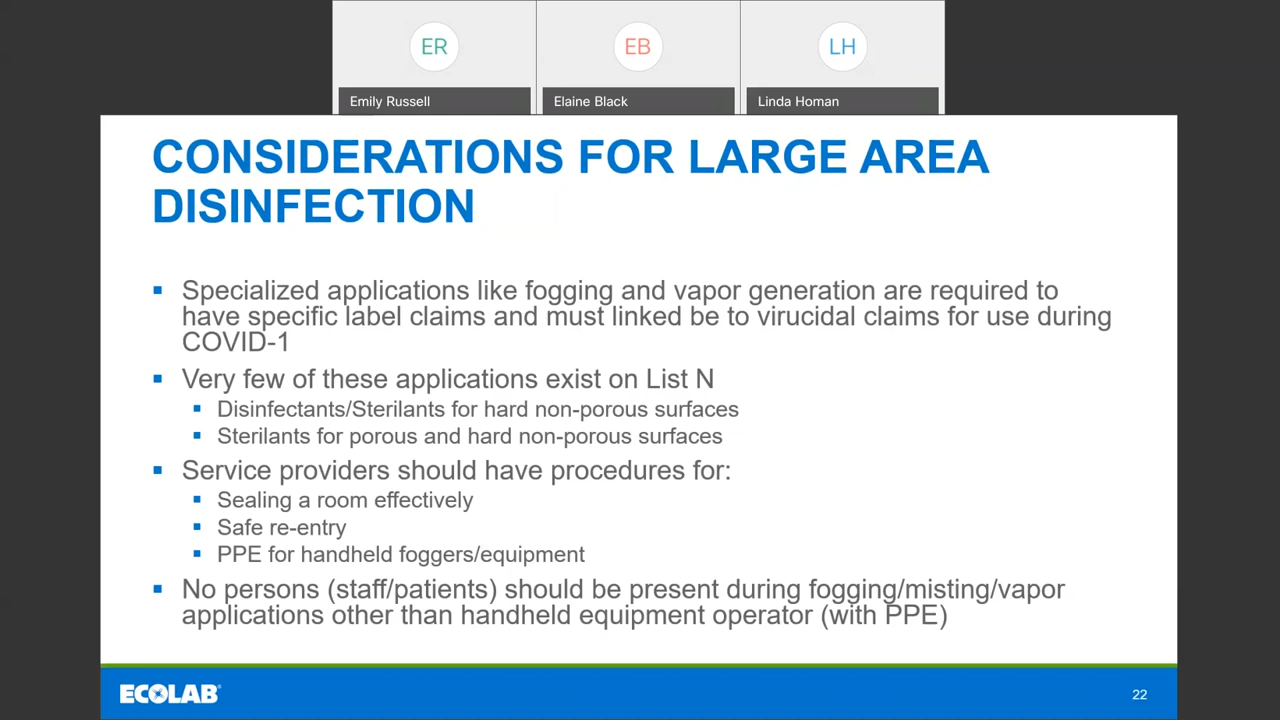 ER
EB
LH
Emily Russell
Elaine Black
Linda Homan
CONSIDERATIONS FOR LARGE AREA
DISINFECTION
▪ Specialized applications like fogging and vapor generation are required to
have specific label claims and must linked be to virucidal claims for use during
COVID-1
▪ Very few of these applications exist on List N
▪ Disinfectants/Sterilants for hard non-porous surfaces
▪ Sterilants for porous and hard non-porous surfaces
▪ Service providers should have procedures for:
▪ Sealing a room effectively
▪ Safe re-entry
▪ PPE for handheld foggers/equipment
▪ No persons (staff/patients) should be present during fogging/misting/vapor
applications other than handheld equipment operator (with PPE)
ECOLAB®
22